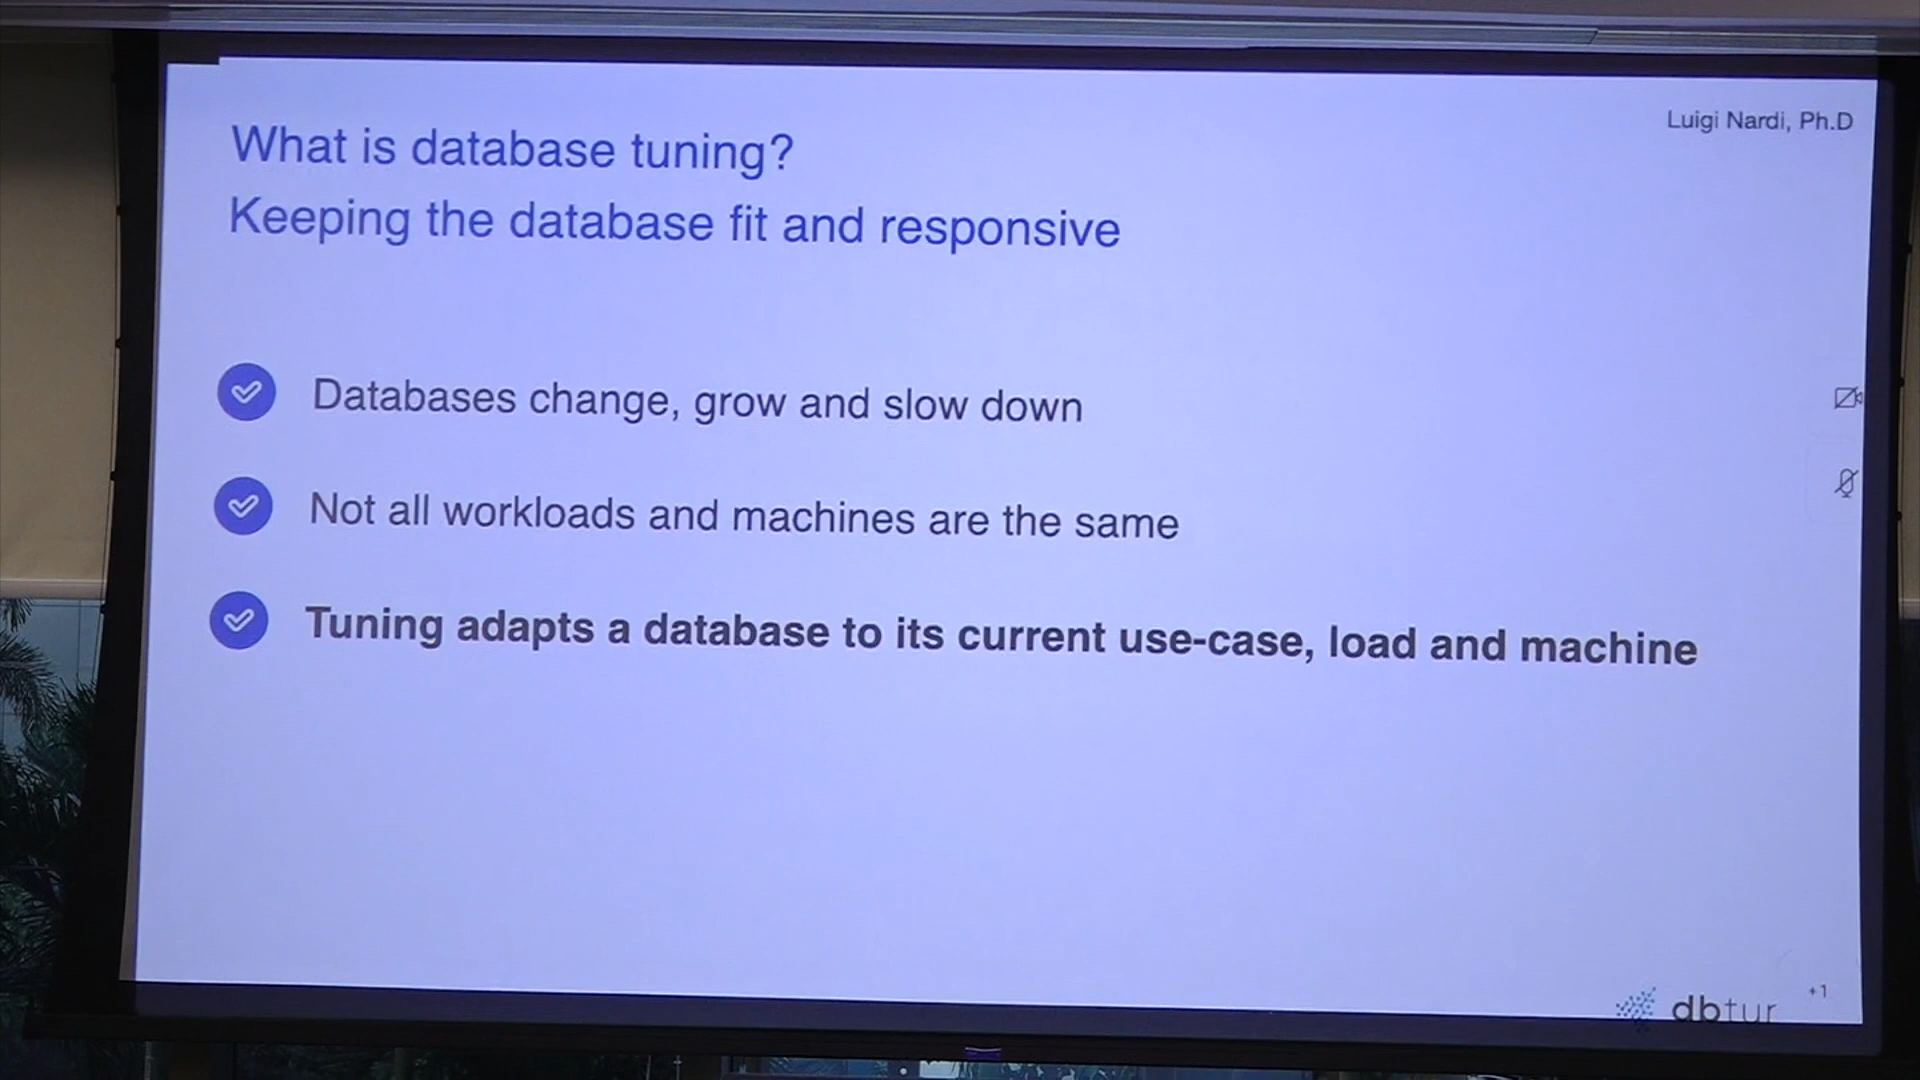 Luigi Nardi, Ph.D
What is database tuning?
Keeping the database fit and responsive
Databases change, grow and slow down
Not all workloads and machines are the same
Tuning adapts a database to its current use-case, load and machine
+1
dbtur